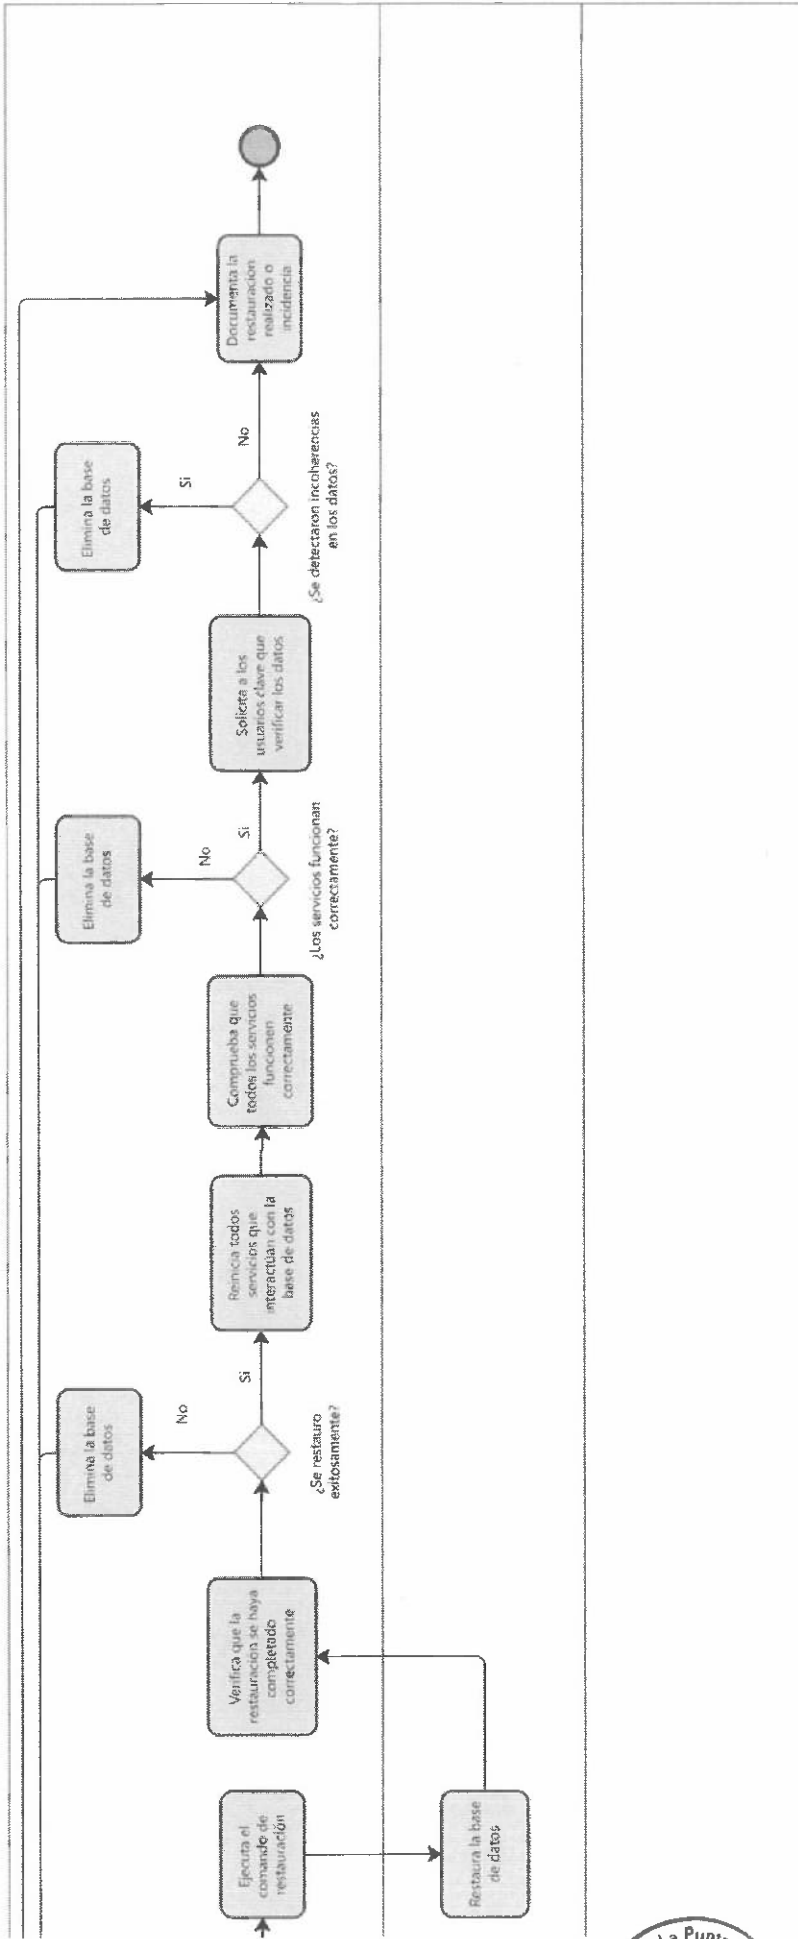 Ejecuta el
comando de
restauración
Restaura la base
de datos
Verifica que la
restauración se haya
completado
correctamente
¿Se restauro
exitosamente?
No
Si
Elimina la base
de datos
Reinicia todos
servicios que
interactúan con la
base de datos
Comprueba que
todos los servicios
funcionen
correctamente
¿Los servicios funcionan
correctamente?
No
Si
Elimina la base
de datos
Solicita a los
usuarios clave que
verificar los datos
¿Se detectaron incoherencias
en los datos?
Si
No
Elimina la base
de datos
Documenta la
restauración
realizado o
incidencia
La Punta